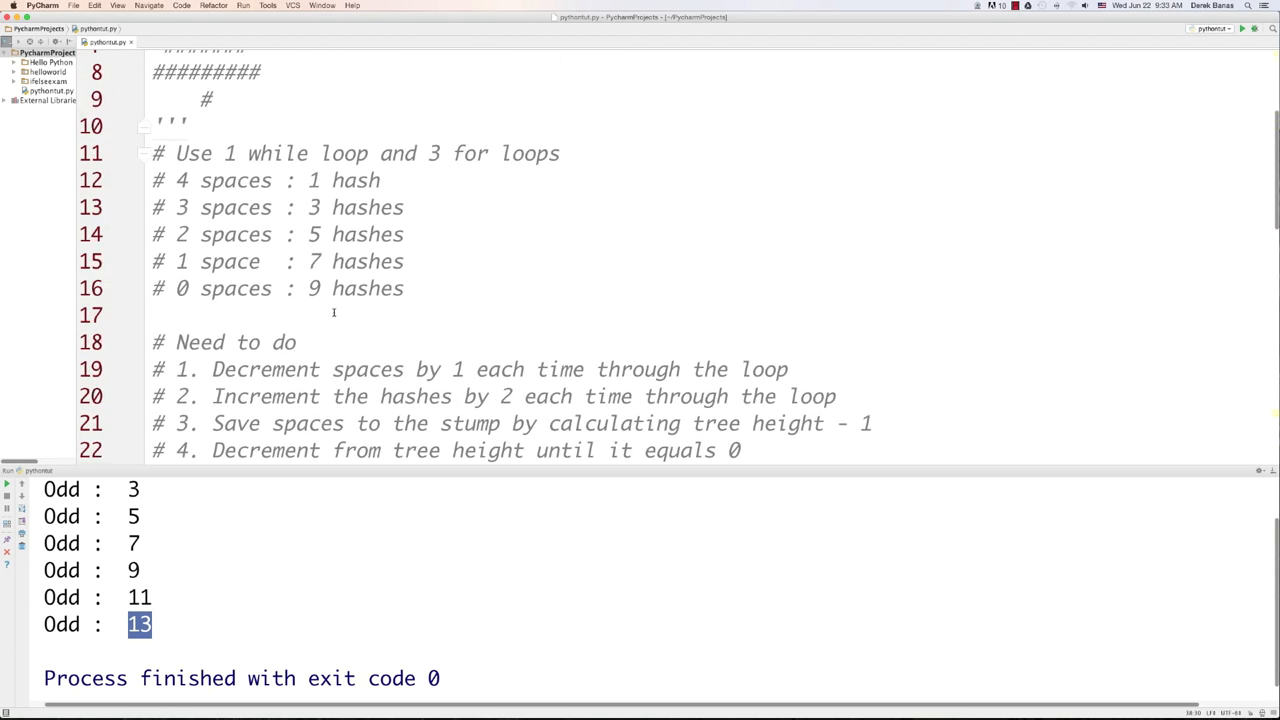 PyCharm File Edit View Navigate Code Refactor Run Tools VCS Window Help
10 Wed Jun 22 9:33 AM Derek Banas
pythontut.py - PycharmProjects - [~/PycharmProjects]
PycharmProjects pythontut.py
pythontut
pythontut.py
PycharmProject
Hello Python
helloworld
ifelseexam
pythontut.py
External Librarie
7 #######
8 #########
9 #
10 '''
11 # Use 1 while loop and 3 for loops
12 # 4 spaces : 1 hash
13 # 3 spaces : 3 hashes
14 # 2 spaces : 5 hashes
15 # 1 space  : 7 hashes
16 # 0 spaces : 9 hashes
17
18 # Need to do
19 # 1. Decrement spaces by 1 each time through the loop
20 # 2. Increment the hashes by 2 each time through the loop
21 # 3. Save spaces to the stump by calculating tree height - 1
22 # 4. Decrement from tree height until it equals 0
Run pythontut
Odd :  3
Odd :  5
Odd :  7
Odd :  9
Odd :  11
Odd :  13
Process finished with exit code 0
38:30 LF÷ UTF-8÷